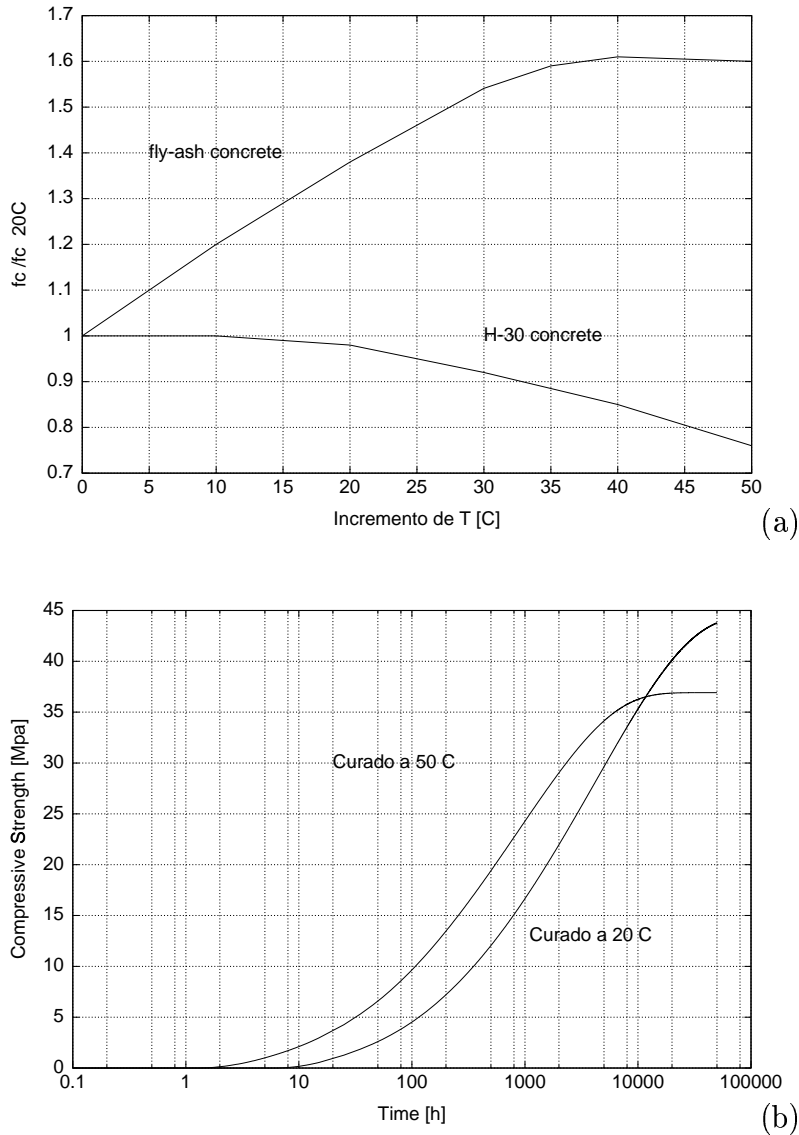 1.7
1.6
1.5
1.4
1.3
1.2
1.1
1
0.9
0.8
0.7
fc /fc 20C
fly-ash concrete
H-30 concrete
0 5 10 15 20 25 30 35 40 45 50
Incremento de T [C]
(a)
45
40
35
30
25
20
15
10
5
0
Compressive Strength [Mpa]
Curado a 50 C
Curado a 20 C
0.1 1 10 100 1000 10000 100000
Time [h]
(b)